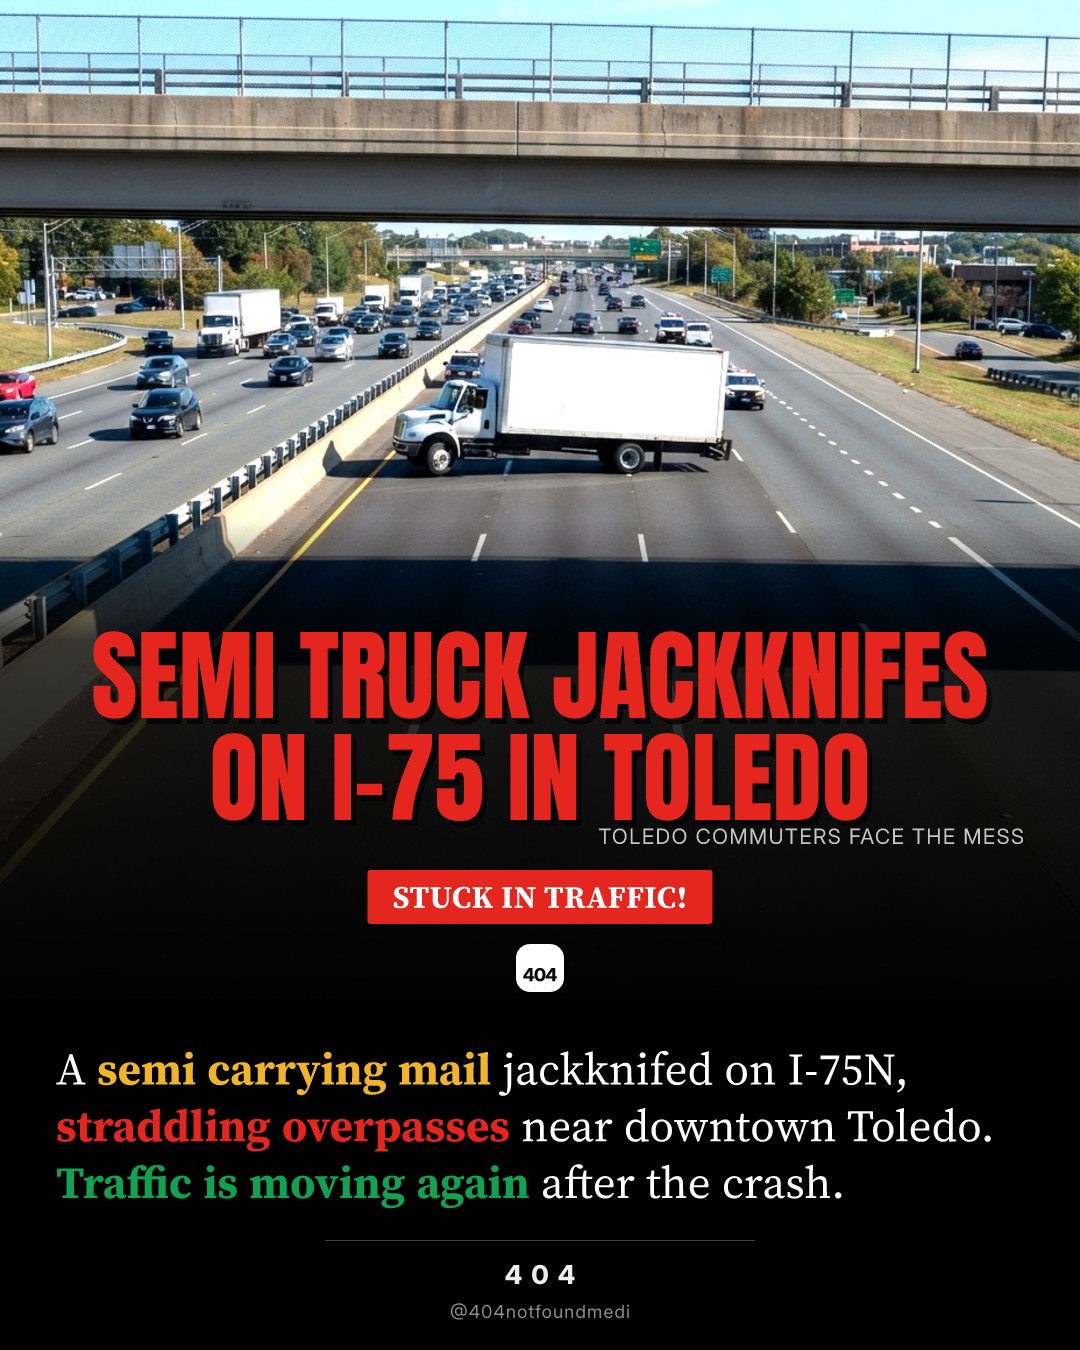 SEMI TRUCK JACKKNIFES
ON I-75 IN TOLEDO
TOLEDO COMMUTERS FACE THE MESS
STUCK IN TRAFFIC!
404
A semi carrying mail jackknifed on I-75N,
straddling overpasses near downtown Toledo.
Traffic is moving again after the crash.
404
@404notfoundmedi